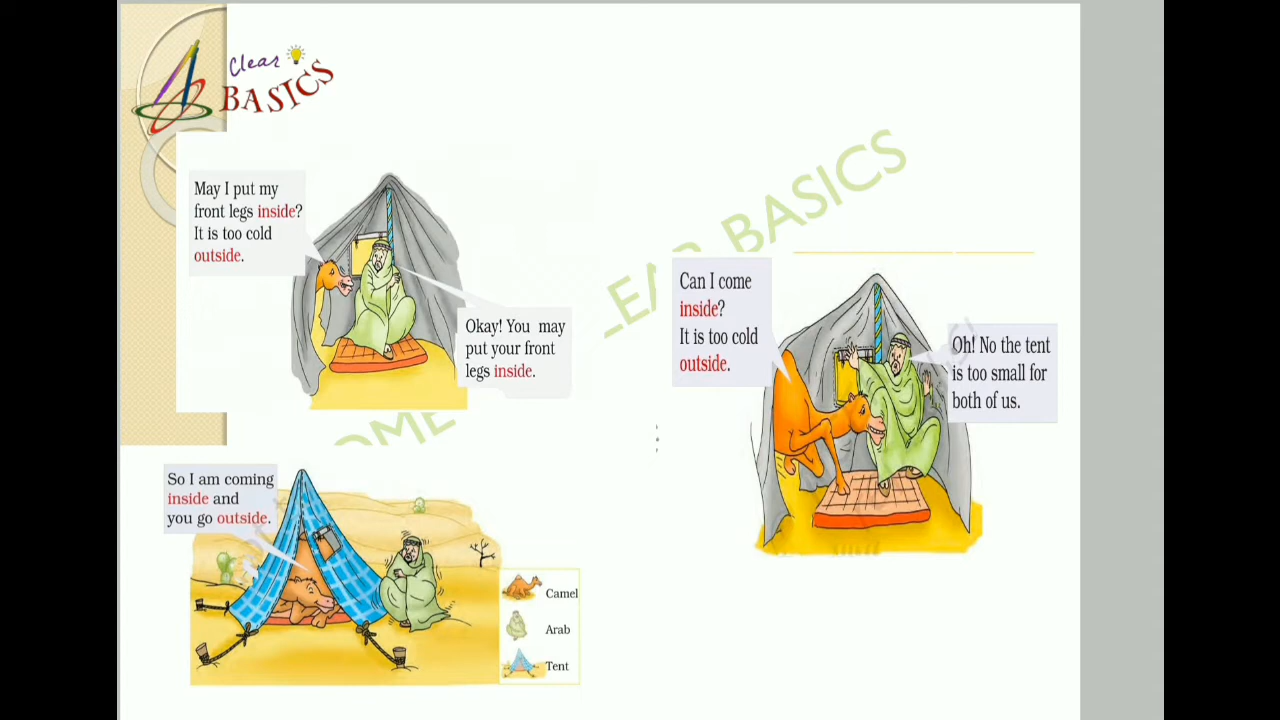 Clear
BASICS
May I put my
front legs inside?
It is too cold
outside.
Okay! You may
put your front
legs inside.
Can I come
inside?
It is too cold
outside.
Oh! No the tent
is too small for
both of us.
So I am coming
inside and
you go outside.
Camel
Arab
Tent
BASICS